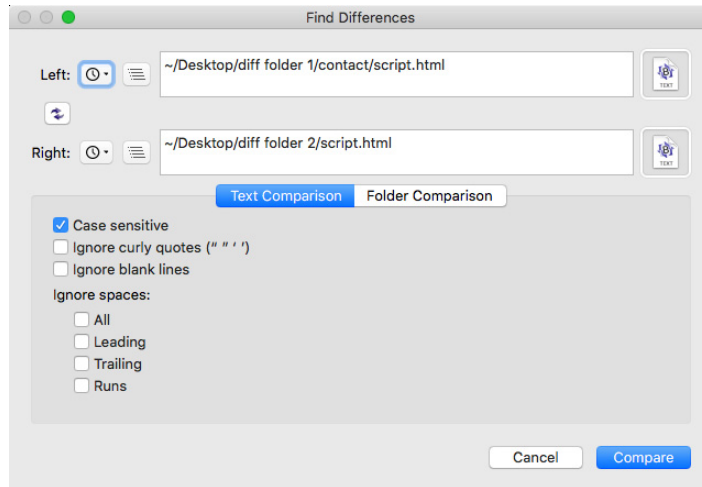 Find Differences
Left: ~/Desktop/diff folder 1/contact/script.html
TEXT
Right: ~/Desktop/diff folder 2/script.html
TEXT
Text Comparison Folder Comparison
Case sensitive
Ignore curly quotes (“ ” ‘ ’)
Ignore blank lines
Ignore spaces:
All
Leading
Trailing
Runs
Cancel Compare